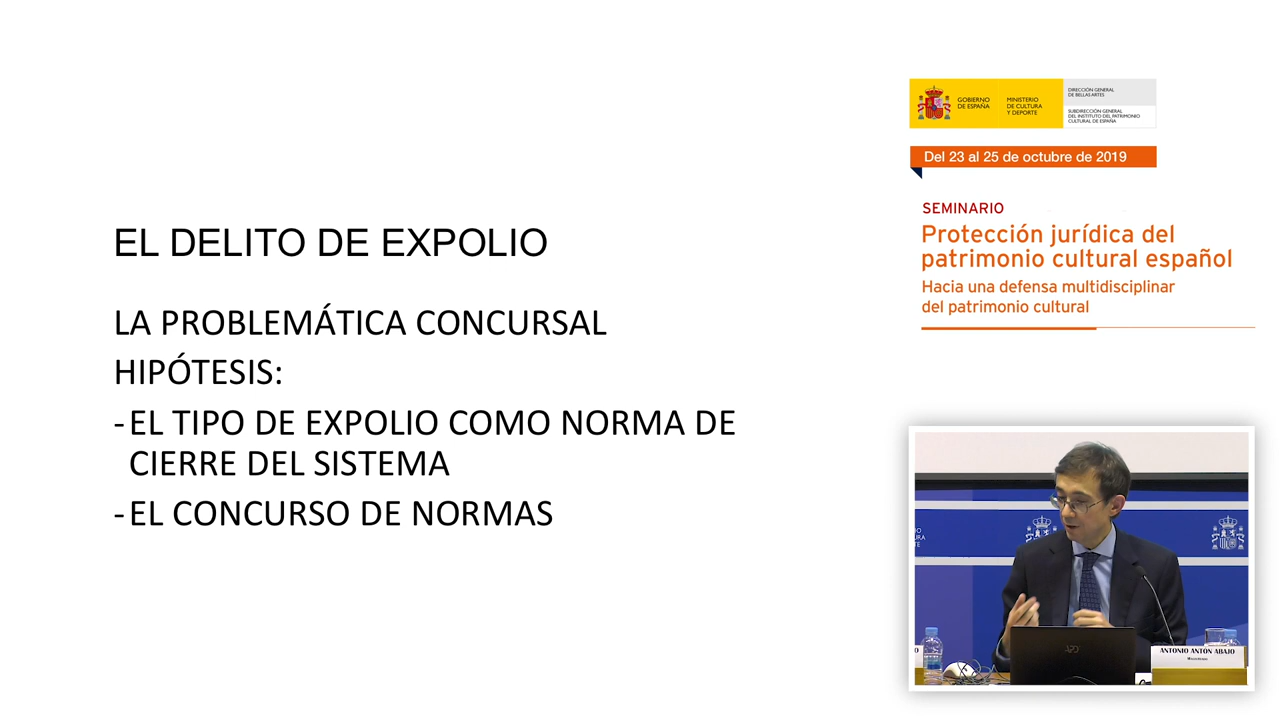 EL DELITO DE EXPOLIO
LA PROBLEMÁTICA CONCURSAL
HIPÓTESIS:
- EL TIPO DE EXPOLIO COMO NORMA DE
CIERRE DEL SISTEMA
- EL CONCURSO DE NORMAS
GOBIERNO
DE ESPAÑA
MINISTERIO
DE CULTURA
Y DEPORTE
DIRECCIÓN GENERAL
DE BELLAS ARTES
SUBDIRECCIÓN GENERAL
DEL INSTITUTO DEL PATRIMONIO
CULTURAL DE ESPAÑA
Del 23 al 25 de octubre de 2019
SEMINARIO
Protección jurídica del
patrimonio cultural español
Hacia una defensa multidisciplinar
del patrimonio cultural
ANTONIO ANTÓN ABAJO